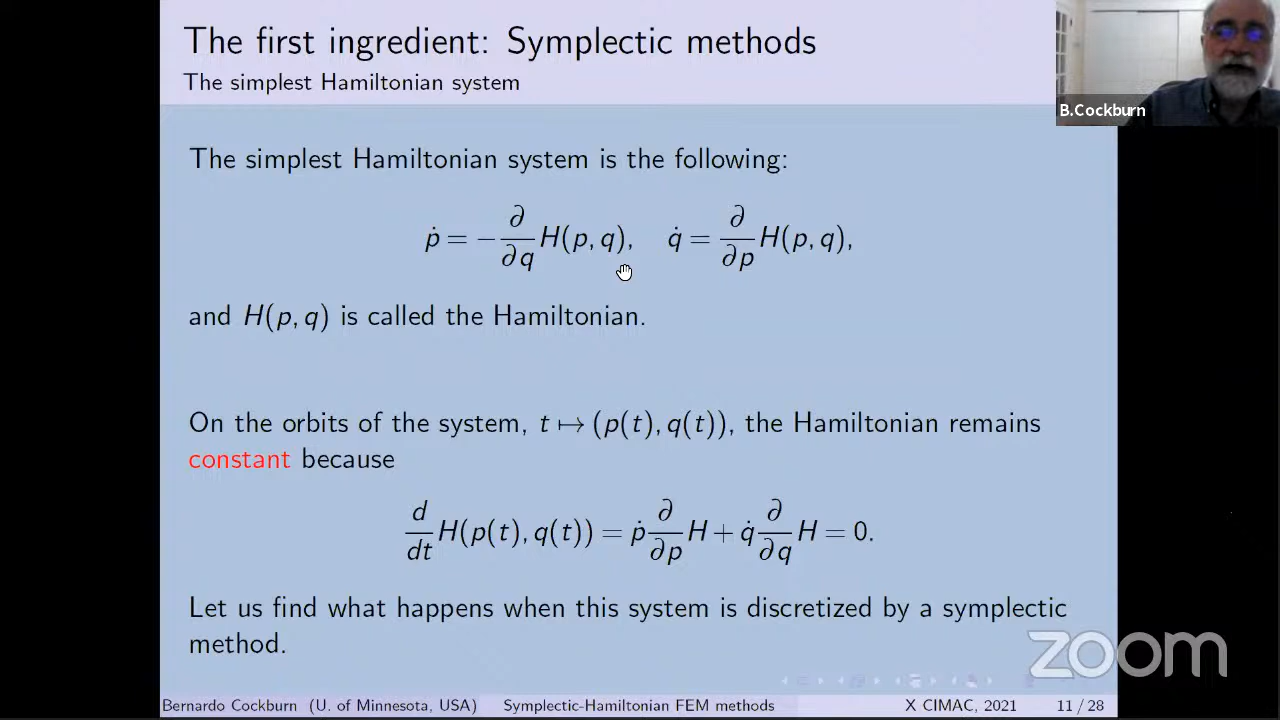 The first ingredient: Symplectic methods
The simplest Hamiltonian system
B.Cockburn
The simplest Hamiltonian system is the following:
ṗ = −∂/∂q H(p, q), q̇ = ∂/∂p H(p, q),
and H(p, q) is called the Hamiltonian.
On the orbits of the system, t ↦ (p(t), q(t)), the Hamiltonian remains
constant because
d/dt H(p(t), q(t)) = ṗ ∂/∂p H + q̇ ∂/∂q H = 0.
Let us find what happens when this system is discretized by a symplectic
method.
zoom
Bernardo Cockburn (U. of Minnesota, USA) Symplectic-Hamiltonian FEM methods X CIMAC, 2021 11 / 28